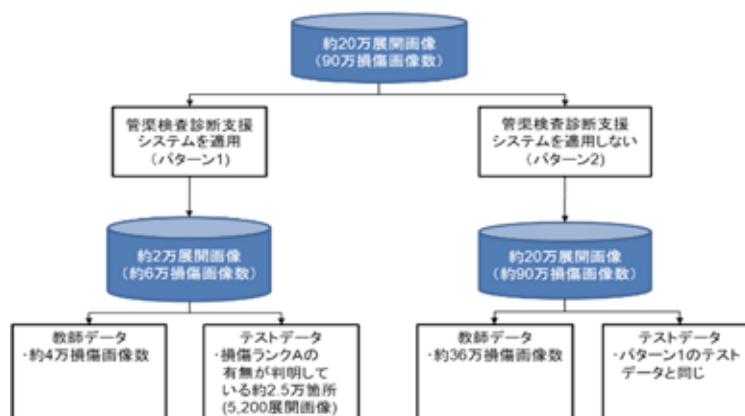 約20万展開画像
(90万損傷画像数)
管渠検査診断支援
システムを適用
(パターン1)
管渠検査診断支援
システムを適用しない
(パターン2)
約2万展開画像
(約6万損傷画像数)
約20万展開画像
(約90万損傷画像数)
教師データ
・約4万損傷画像数
テストデータ
・損傷ランクAの
有無が判明して
いる約2.5万箇所
(5,200展開画像)
教師データ
・約36万損傷画像数
テストデータ
・パターン1のテスト
データと同じ